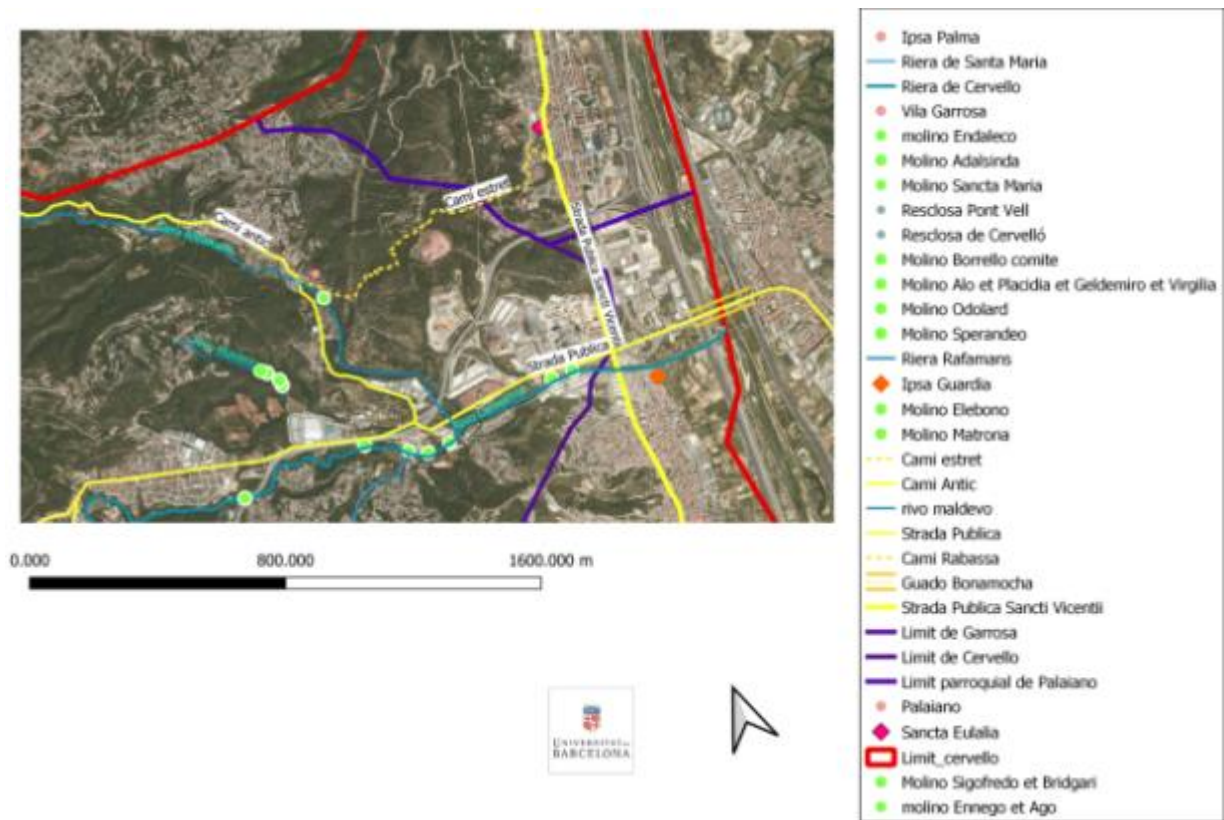 Camí estret
Camí antic
Strada Publica Sancti Vicentii
Strada Publica
0.000 800.000 1600.000 m
UNIVERSITAT DE
BARCELONA
Ipsa Palma
Riera de Santa Maria
Riera de Cervello
Vila Garrosa
molino Endaleco
Molino Adalsinda
Molino Sancta Maria
Resclosa Pont Vell
Resclosa de Cervelló
Molino Borrello comite
Molino Alo et Placidia et Geldemiro et Virgilia
Molino Odolard
Molino Sperandeo
Riera Rafamans
Ipsa Guardia
Molino Elebono
Molino Matrona
Cami estret
Cami Antic
rivo maldevo
Strada Publica
Cami Rabassa
Guado Bonamocha
Strada Publica Sancti Vicentii
Limit de Garrosa
Limit de Cervello
Limit parroquial de Palaiano
Palaiano
Sancta Eulalia
Limit_cervello
Molino Sigofredo et Bridgari
molino Ennego et Ago